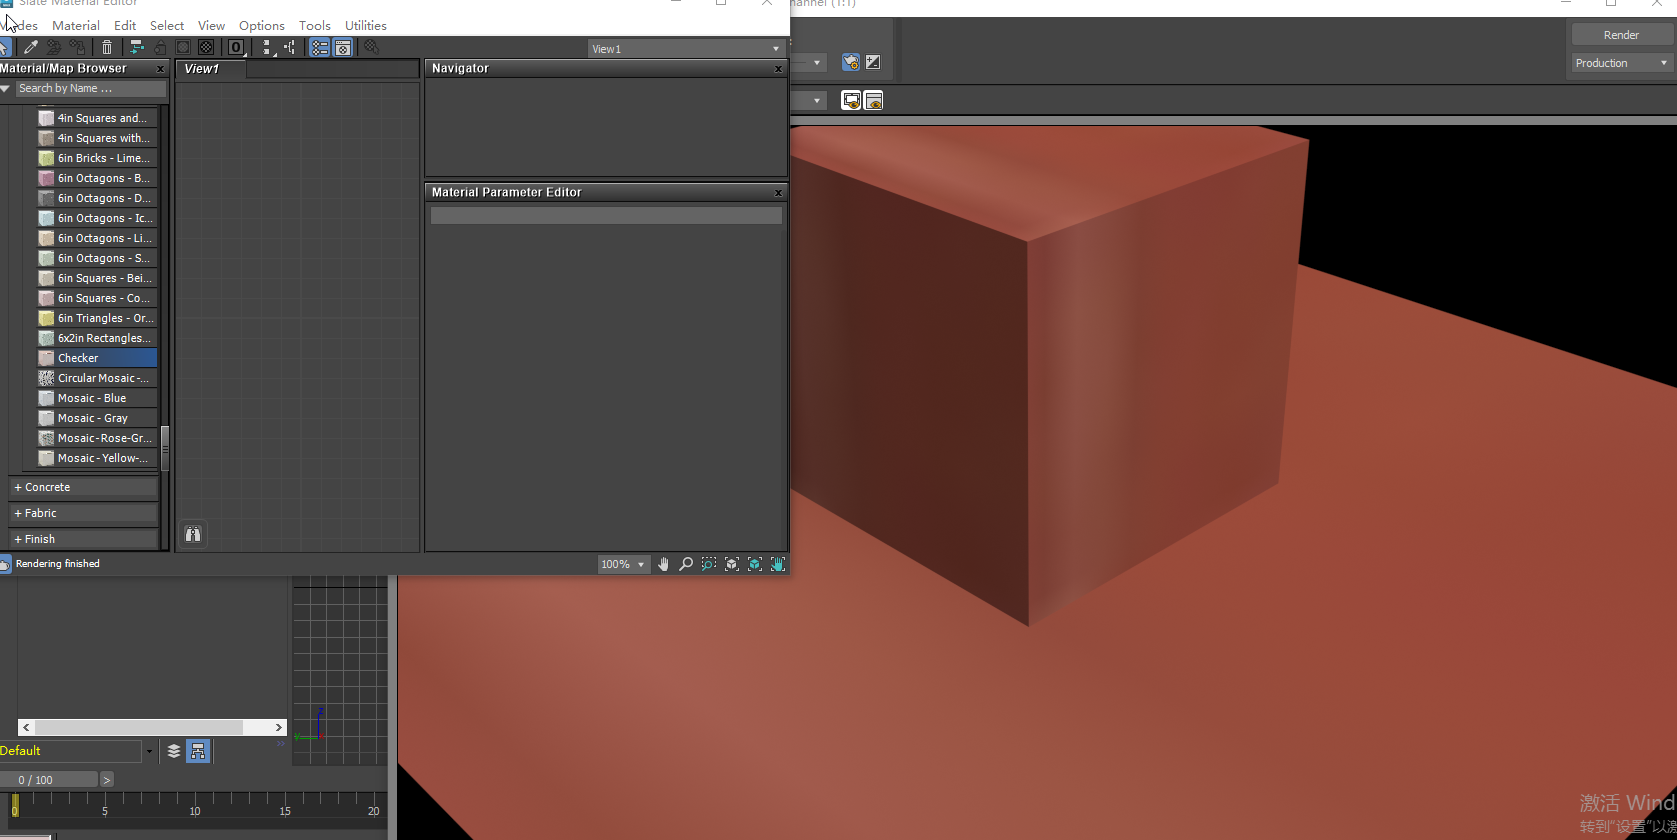 Slate Material Editor
hannel (1:1)
Modes Material Edit Select View Options Tools Utilities
Render
View1
Production
Material/Map Browser
View1
Navigator
Search by Name ...
4in Squares and...
4in Squares with...
6in Bricks - Lime...
6in Octagons - B...
6in Octagons - D...
6in Octagons - Ic...
6in Octagons - Li...
6in Octagons - S...
6in Squares - Bei...
6in Squares - Co...
6in Triangles - Or...
6x2in Rectangles...
Checker
Circular Mosaic -...
Mosaic - Blue
Mosaic - Gray
Mosaic-Rose-Gr...
Mosaic-Yellow-...
+ Concrete
+ Fabric
+ Finish
Material Parameter Editor
Rendering finished
100%
Z
Y
Default
0 / 100
>
0 5 10 15 20
激活 Wind
转到"设置"以激